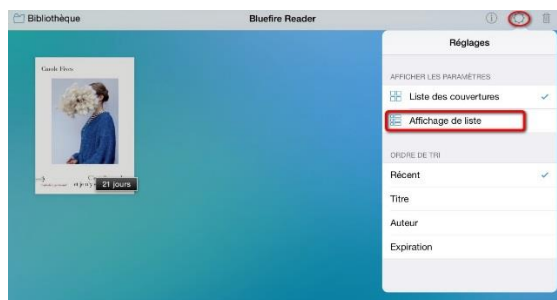 Bibliothèque
Bluefire Reader
Réglages
AFFICHER LES PARAMÈTRES
Liste des couvertures
Affichage de liste
ORDRE DE TRI
Récent
Titre
Auteur
Expiration
Carole Fives
21 jours